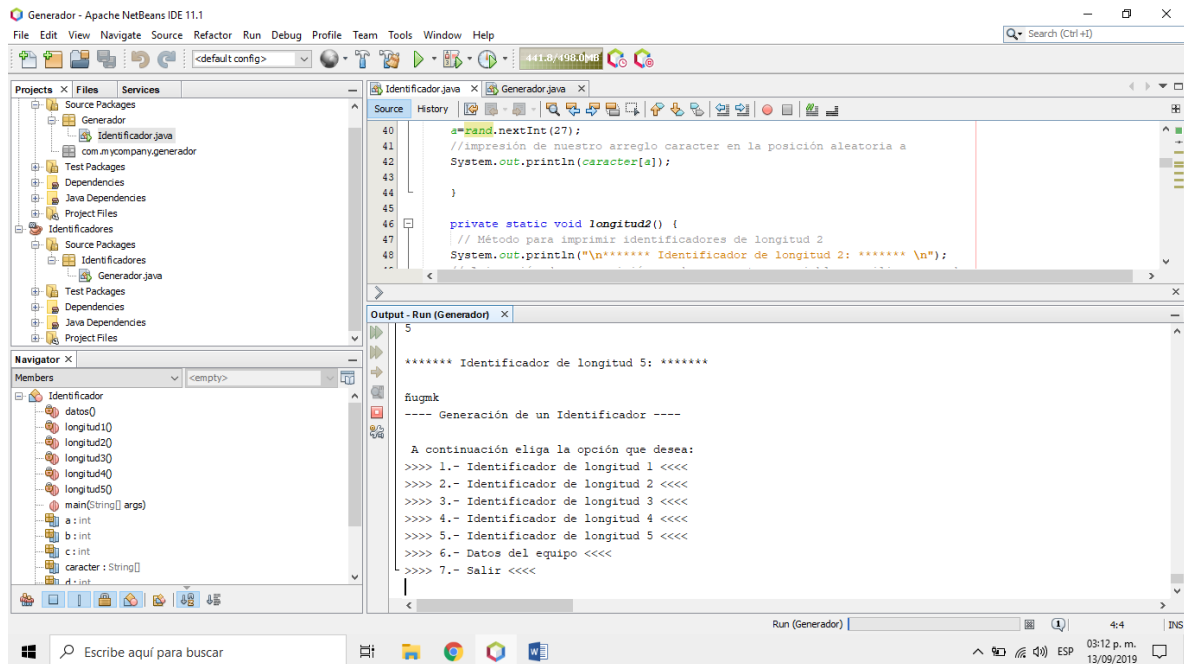 Generador - Apache NetBeans IDE 11.1
File Edit View Navigate Source Refactor Run Debug Profile Team Tools Window Help
Search (Ctrl+I)
<default config>
441.8/498.0MB
Projects Files Services
Source Packages
Generador
Identificador.java
com.mycompany.generador
Test Packages
Dependencies
Java Dependencies
Project Files
Identificadores
Source Packages
Identificadores
Generador.java
Test Packages
Dependencies
Java Dependencies
Project Files
Navigator
Members <empty>
Identificador
datos()
longitud1()
longitud2()
longitud3()
longitud4()
longitud5()
main(String[] args)
a : int
b : int
c : int
caracter : String[]
d : int
Identificador.java Generador.java
Source History
40 a=rand.nextInt(27);
41 //impresión de nuestro arreglo caracter en la posición aleatoria a
42 System.out.println(caracter[a]);
43
44 }
45
46 private static void longitud2() {
47 // Método para imprimir identificadores de longitud 2
48 System.out.println("\n******* Identificador de longitud 2: ******* \n");
Output - Run (Generador)
5
******* Identificador de longitud 5: *******
ñugmk
---- Generación de un Identificador ----
A continuación eliga la opción que desea:
>>>> 1.- Identificador de longitud 1 <<<<
>>>> 2.- Identificador de longitud 2 <<<<
>>>> 3.- Identificador de longitud 3 <<<<
>>>> 4.- Identificador de longitud 4 <<<<
>>>> 5.- Identificador de longitud 5 <<<<
>>>> 6.- Datos del equipo <<<<
>>>> 7.- Salir <<<<
Run (Generador) 1 4:4 INS
Escribe aquí para buscar
ESP
03:12 p. m.
13/09/2019